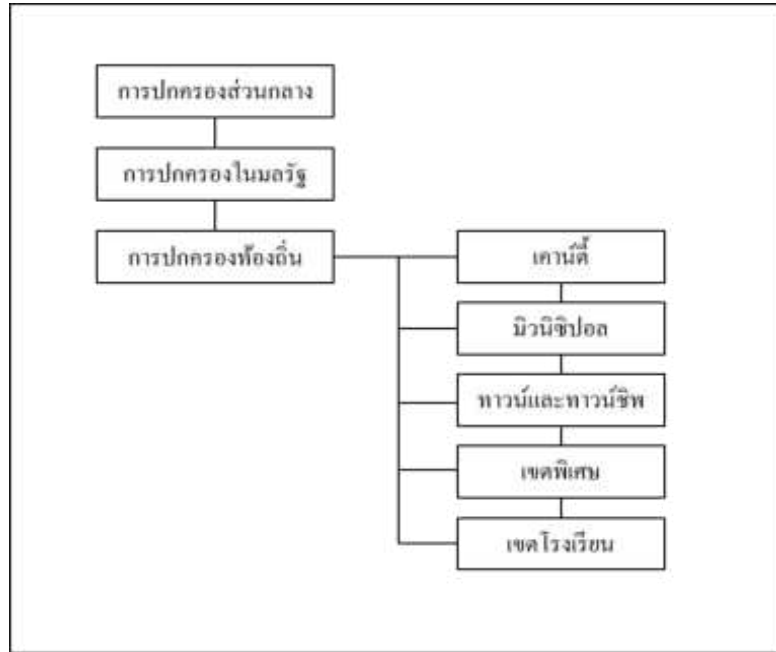 การปกครองส่วนกลาง
การปกครองในมลรัฐ
การปกครองท้องถิ่น
เคาน์ตี้
มิวนิซิปอล
ทาวน์และทาวน์ชิพ
เขตพิเศษ
เขตโรงเรียน